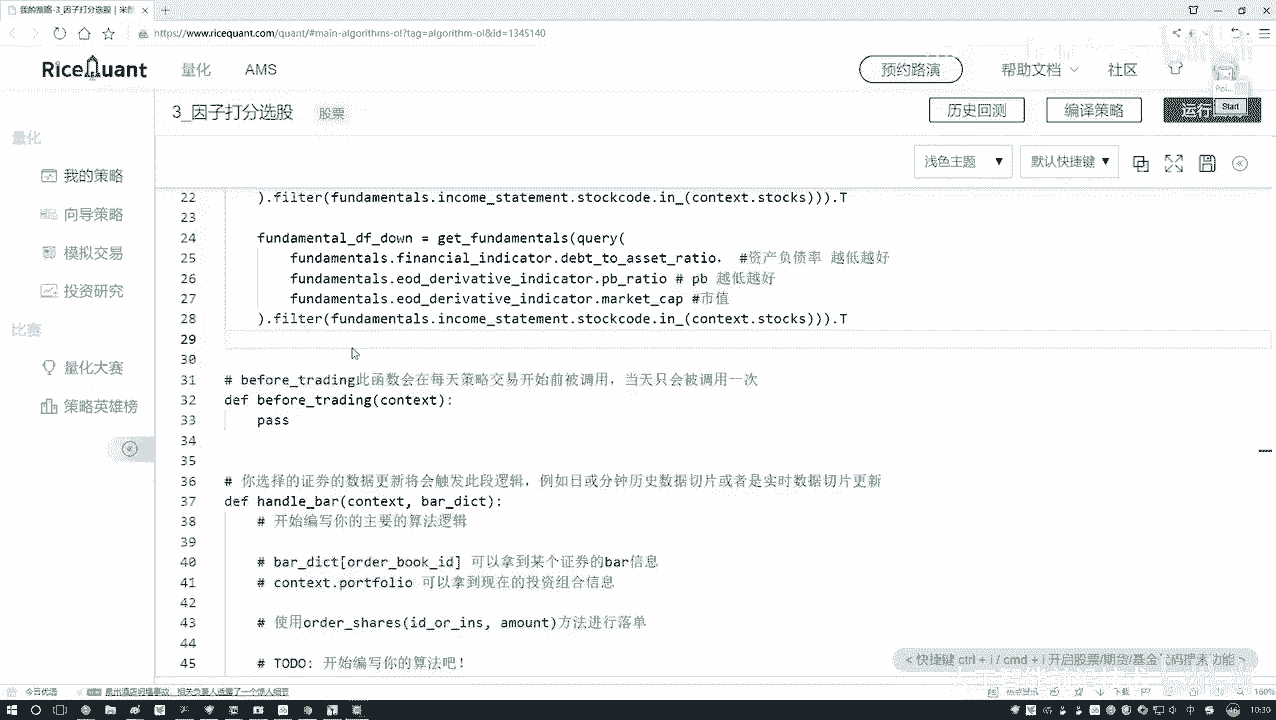 我的策略-3_因子打分选股 | 米
https://www.ricequant.com/quant/#main-algorithms-ol?tag=algorithm-ol&id=1345140
RiceQuant 量化 AMS 预约路演 帮助文档 社区
3_因子打分选股 股票 历史回测 编译策略 运行
Start
量化
浅色主题 ▼ 默认快捷键 ▼
我的策略
向导策略
模拟交易
投资研究
比赛
量化大赛
策略英雄榜
22 ).filter(fundamentals.income_statement.stockcode.in_(context.stocks))).T
23
24 fundamental_df_down = get_fundamentals(query(
25 fundamentals.financial_indicator.debt_to_asset_ratio， #资产负债率 越低越好
26 fundamentals.eod_derivative_indicator.pb_ratio # pb 越低越好
27 fundamentals.eod_derivative_indicator.market_cap #市值
28 ).filter(fundamentals.income_statement.stockcode.in_(context.stocks))).T
29
30
31 # before_trading此函数会在每天策略交易开始前被调用，当天只会被调用一次
32 def before_trading(context):
33 pass
34
35
36 # 你选择的证券的数据更新将会触发此段逻辑，例如日或分钟历史数据切片或者是实时数据切片更新
37 def handle_bar(context, bar_dict):
38 # 开始编写你的主要的算法逻辑
39
40 # bar_dict[order_book_id] 可以拿到某个证券的bar信息
41 # context.portfolio 可以拿到现在的投资组合信息
42
43 # 使用order_shares(id_or_ins, amount)方法进行落单
44
45 # TODO: 开始编写你的算法吧！
< 快捷键 ctrl + i / cmd + i 开启股票/期货/基金
今日优选
下载
160%
10:30